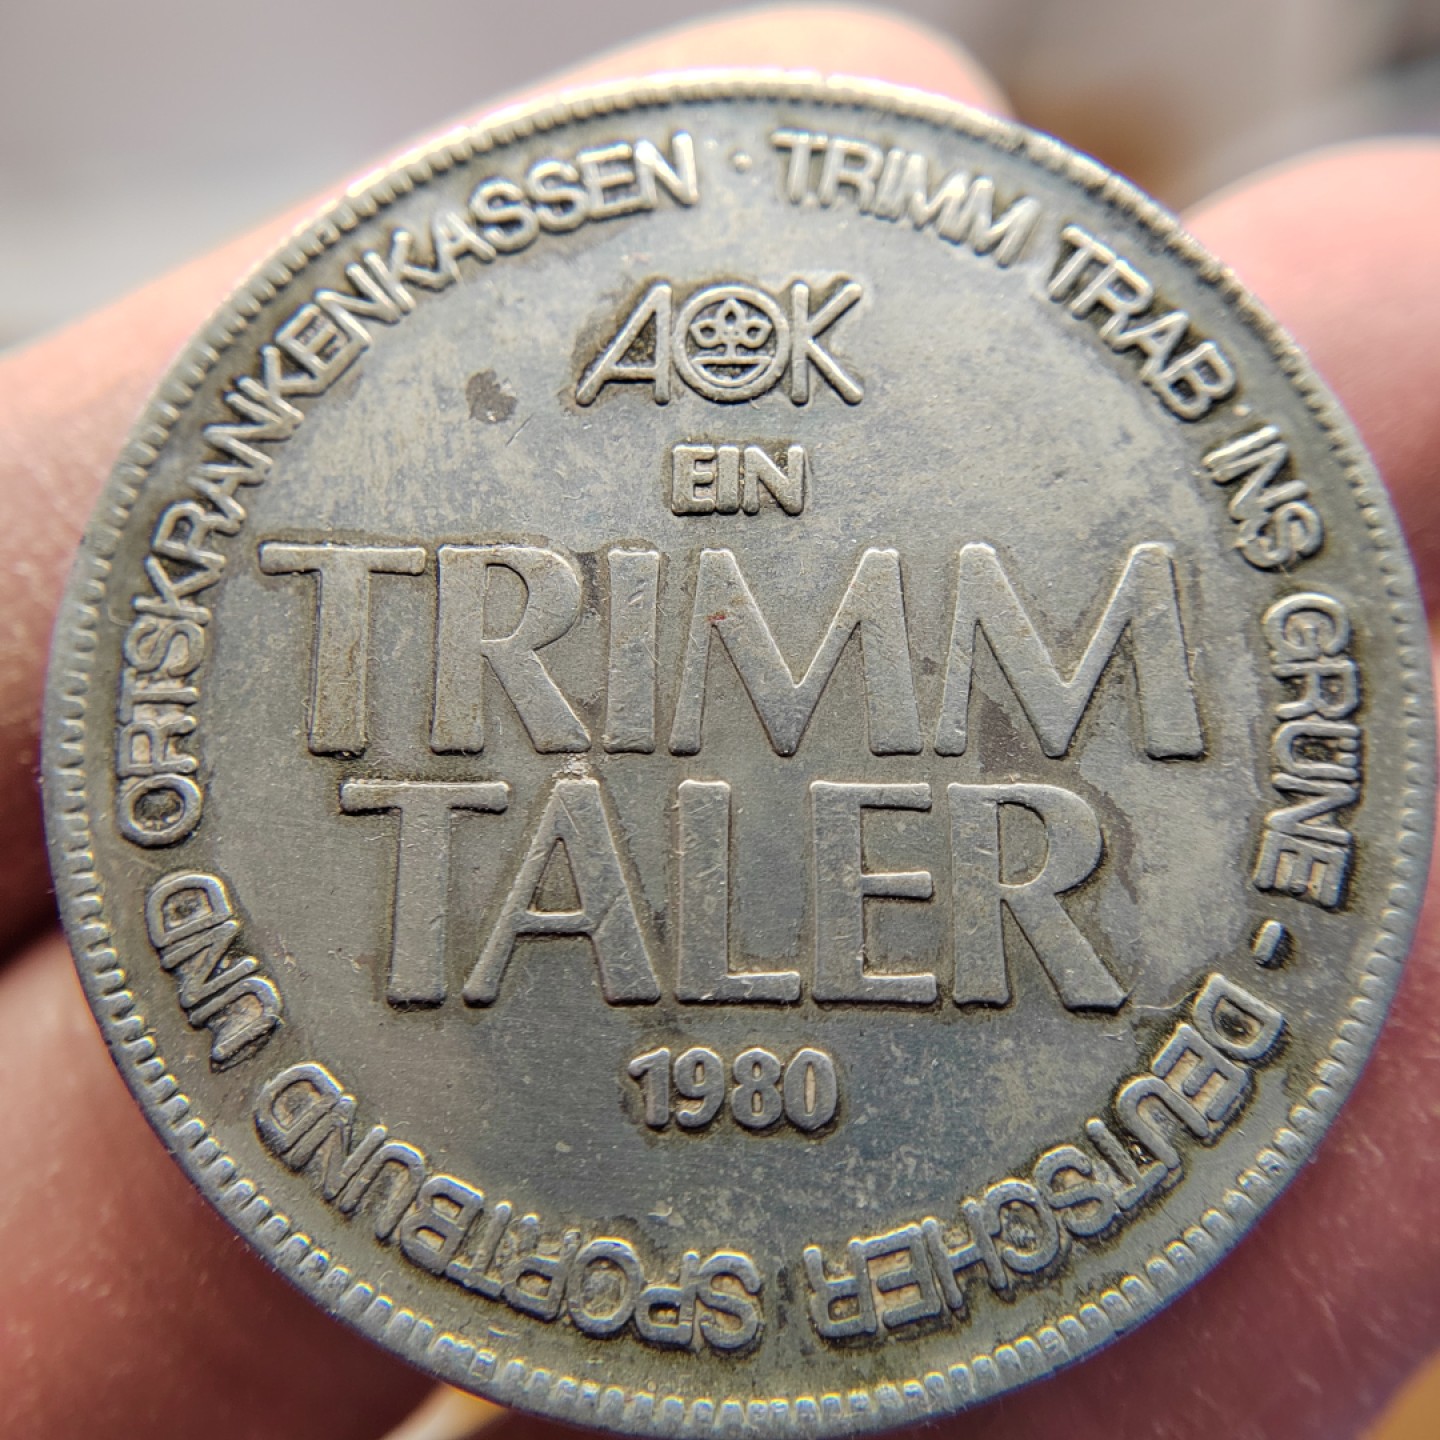 TRIMM TRAB · INS GRÜNE - DEUTSCHER SPORTBUND UND ORTSKRANKENKASSEN ·
AOK
EIN
TRIMM
TALER
1980